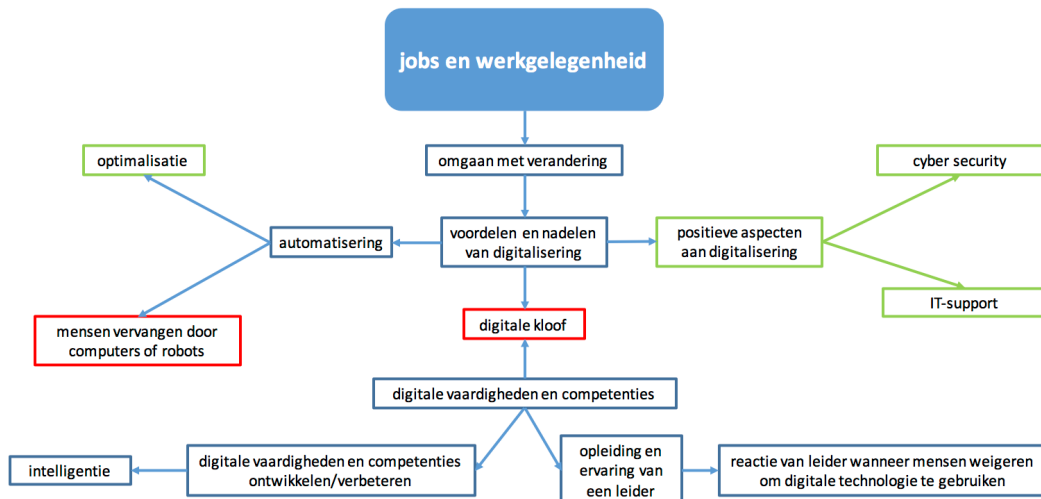 jobs en werkgelegenheid
omgaan met verandering
optimalisatie
cyber security
automatisering
voordelen en nadelen
van digitalisering
positieve aspecten
aan digitalisering
mensen vervangen door
computers of robots
digitale kloof
IT-support
digitale vaardigheden en competenties
intelligentie
digitale vaardigheden en competenties
ontwikkelen/verbeteren
opleiding en
ervaring van
een leider
reactie van leider wanneer mensen weigeren
om digitale technologie te gebruiken